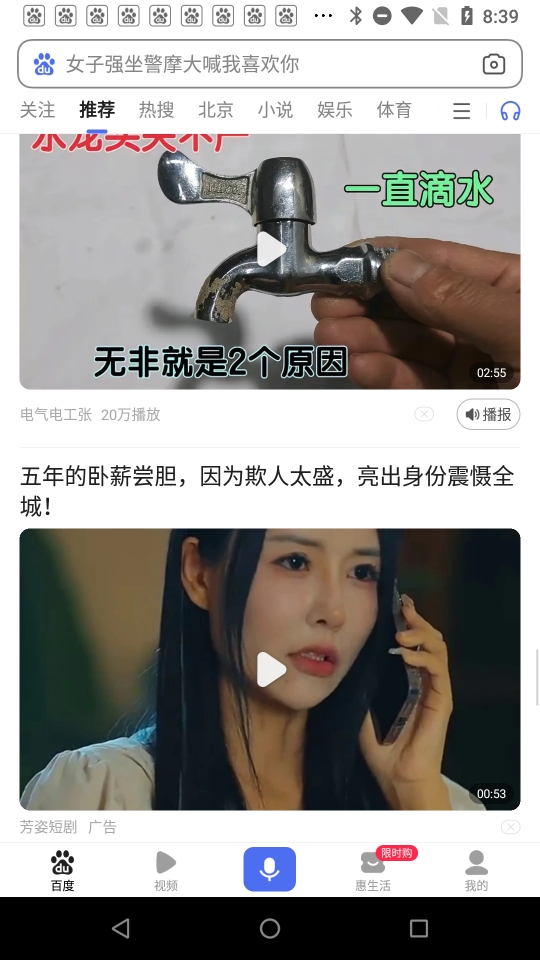 8:39
du
女子强坐警摩大喊我喜欢你
关注 推荐 热搜 北京 小说 娱乐 体育
一直滴水
无非就是2个原因
02:55
电气电工张 20万播放
播报
五年的卧薪尝胆，因为欺人太盛，亮出身份震慑全
城！
00:53
芳姿短剧 广告
限时购
百度 视频 惠生活 我的